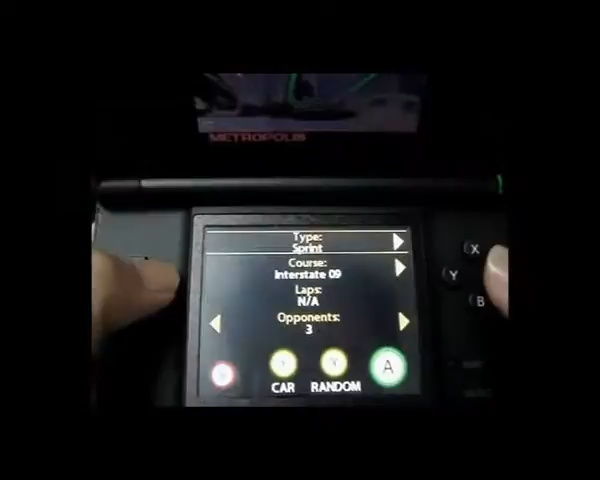 METROPOLIS
Type:
Sprint
Course:
Interstate 09
Laps:
N/A
Opponents:
3
A
CAR
RANDOM
X
Y
B